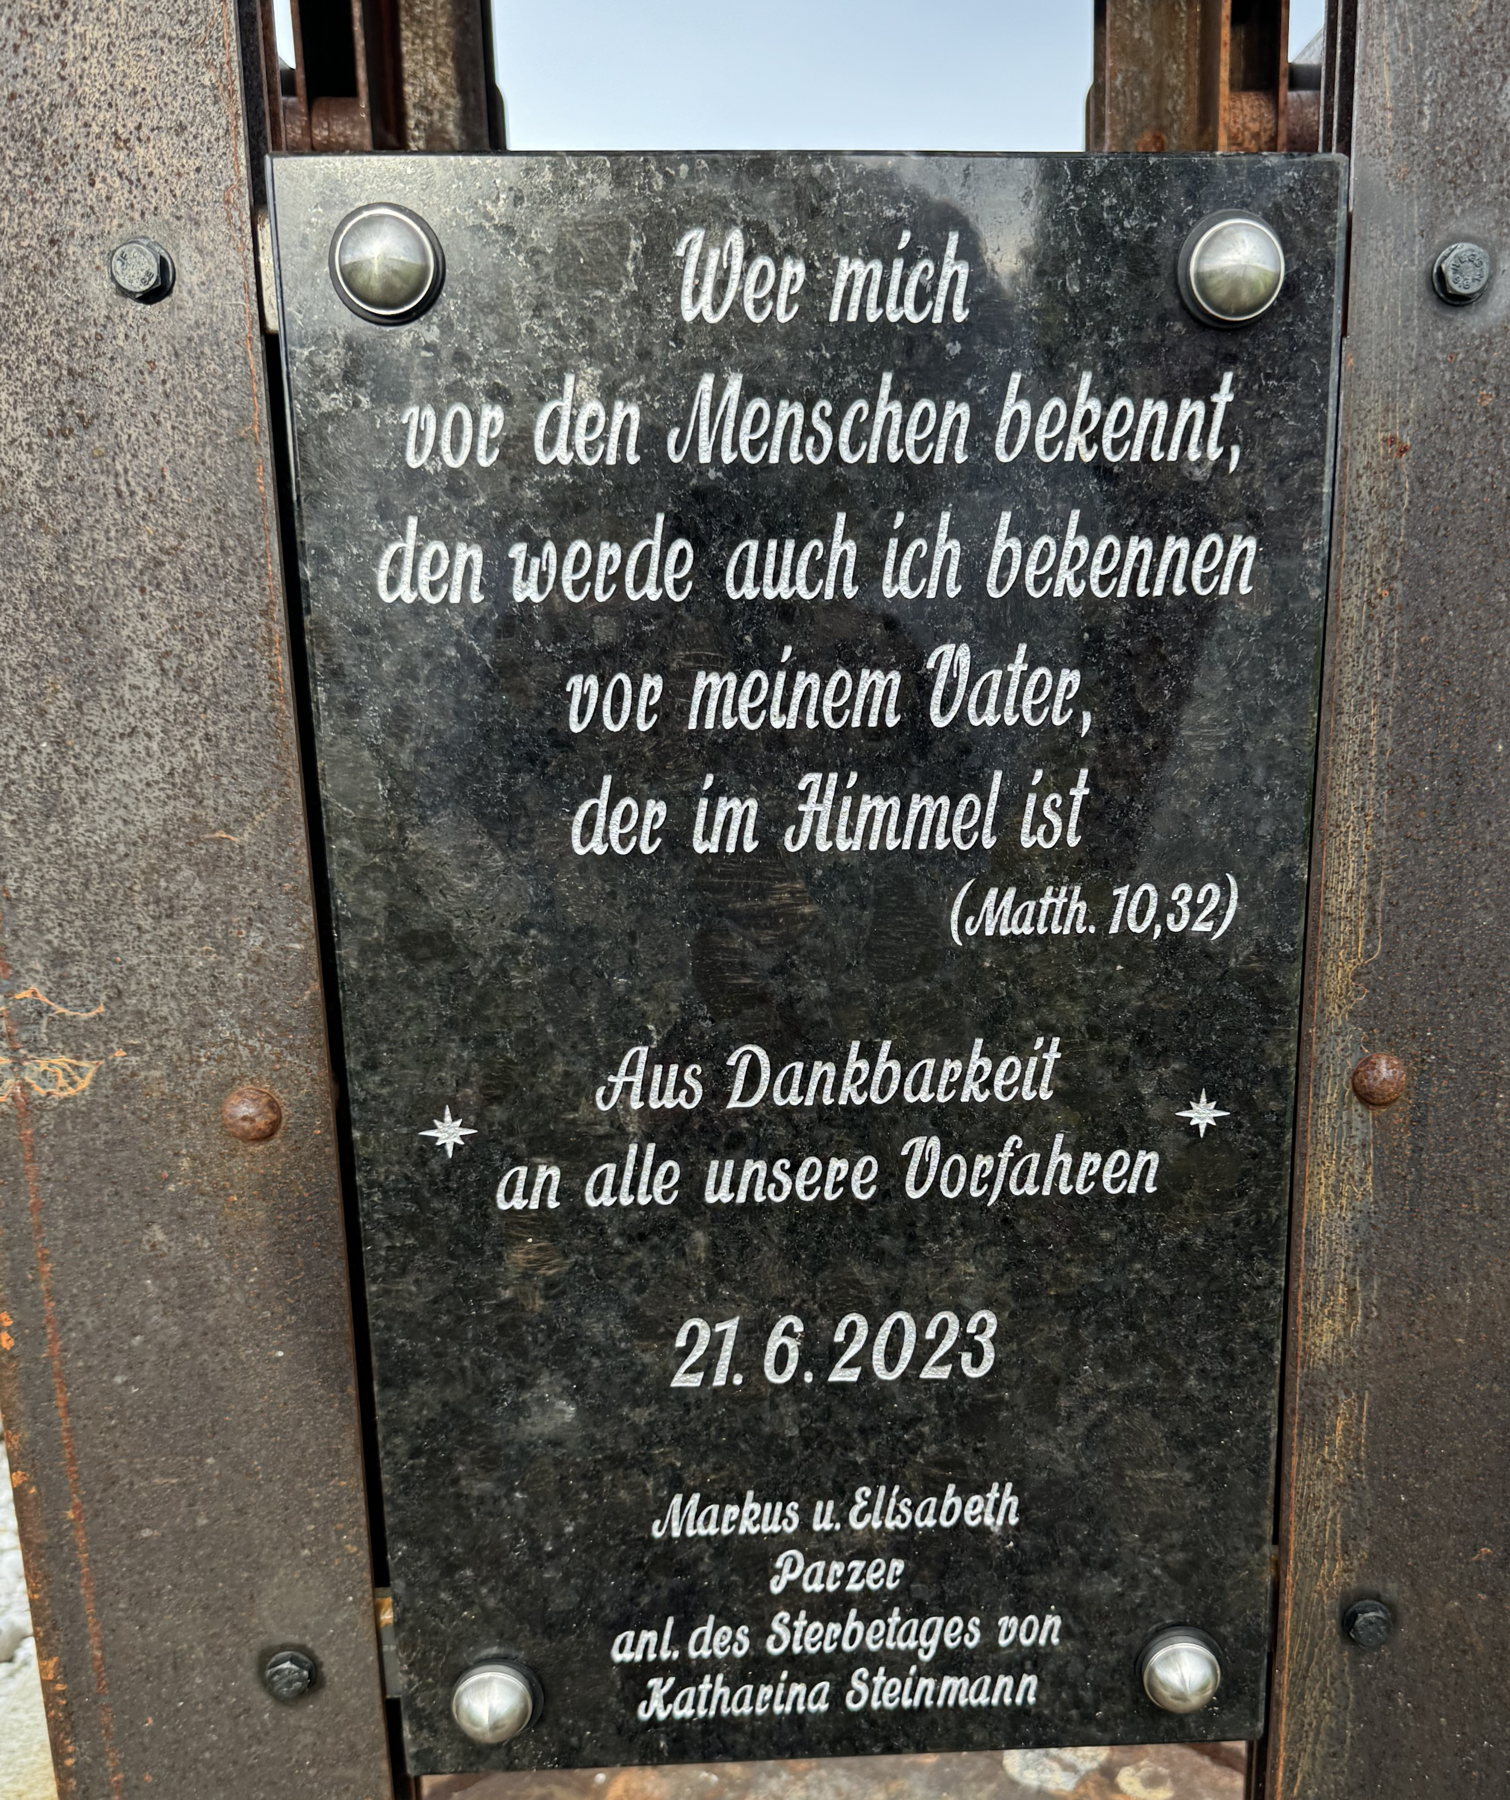 Wer mich
vor den Menschen bekennt,
den werde auch ich bekennen
vor meinem Vater,
der im Himmel ist
(Matth. 10,32)
Aus Dankbarkeit
an alle unsere Vorfahren
21. 6. 2023
Markus u. Elisabeth
Parzer
anl. des Sterbetages von
Katharina Steinmann